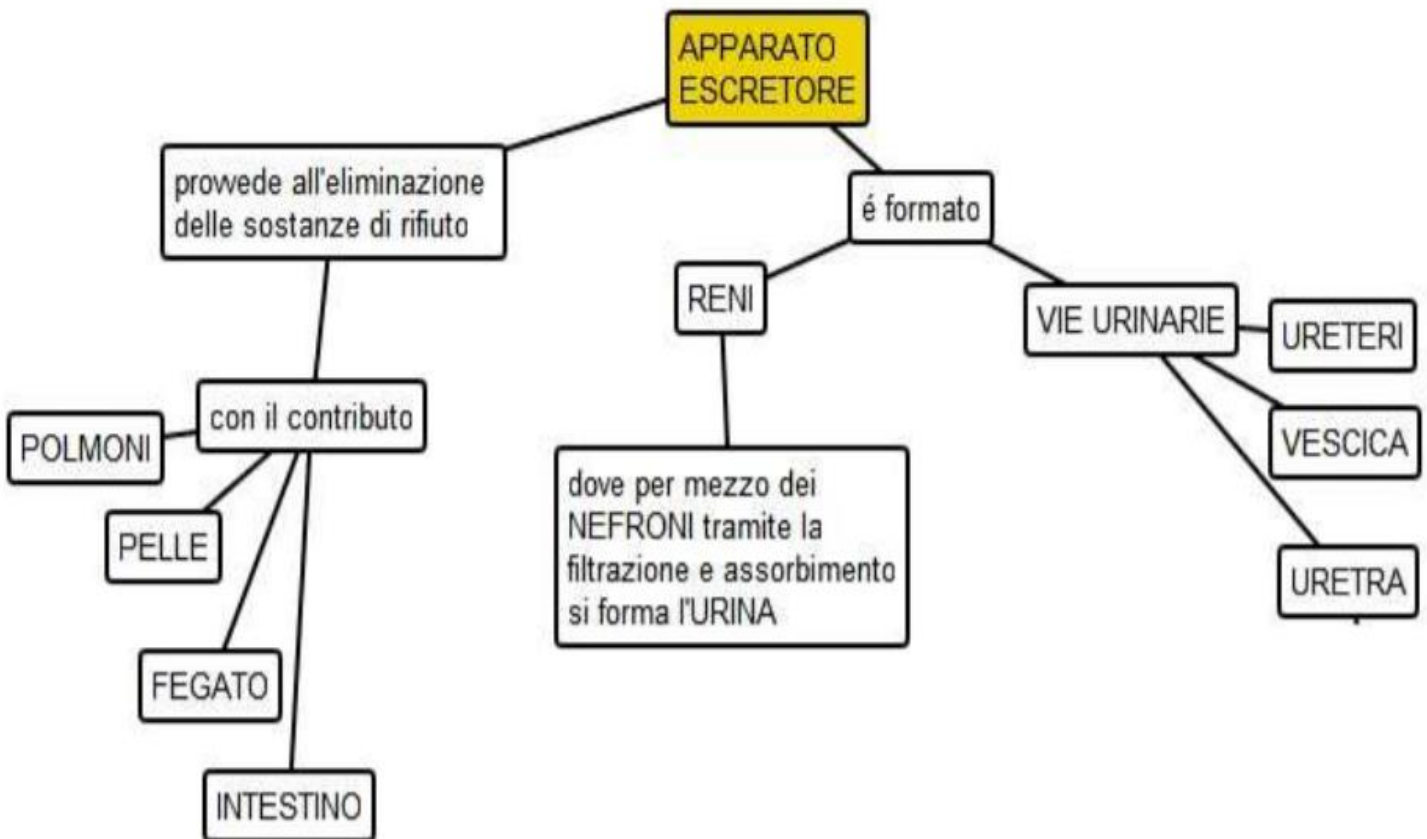 APPARATO
ESCRETORE
provvede all'eliminazione
delle sostanze di rifiuto
é formato
RENI
VIE URINARIE
URETERI
con il contributo
POLMONI
VESCICA
dove per mezzo dei
NEFRONI tramite la
filtrazione e assorbimento
si forma l'URINA
PELLE
URETRA
FEGATO
INTESTINO